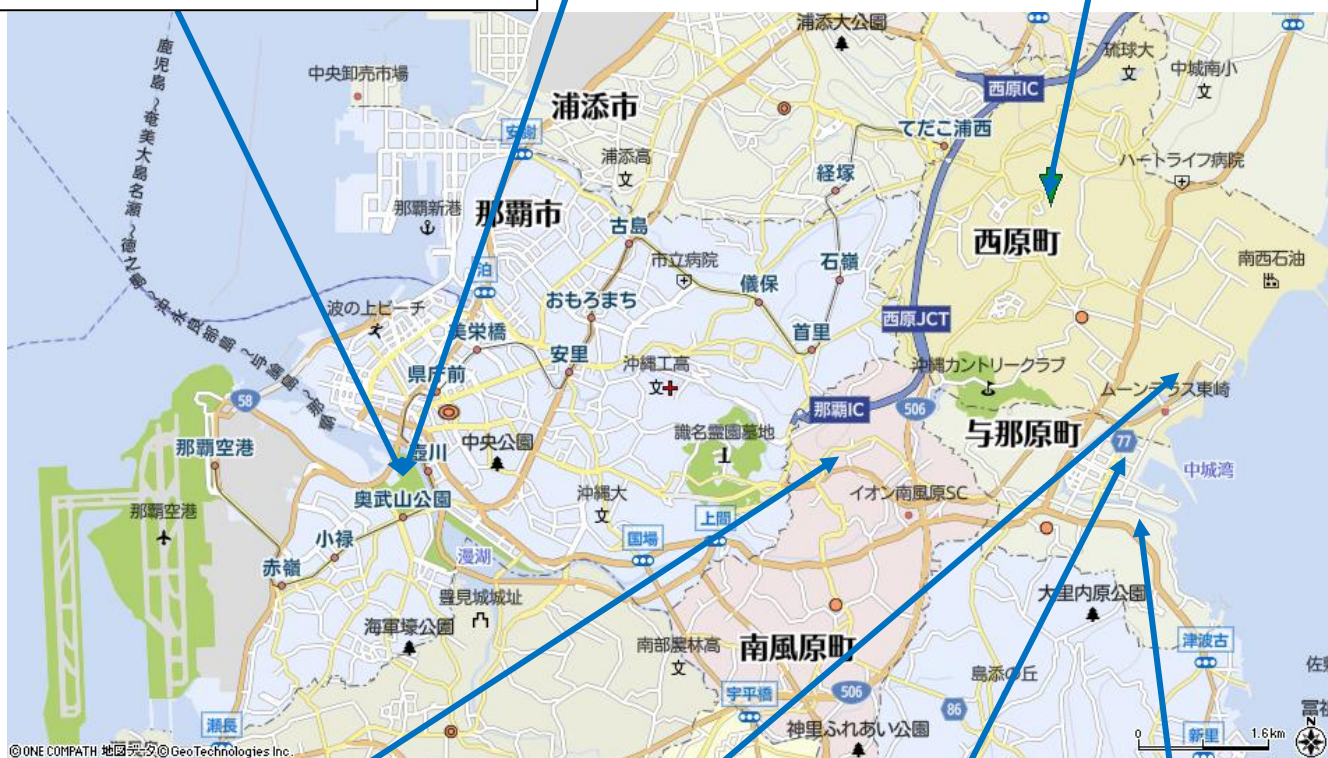 浦添大公園
琉球大
中城南小
鹿児島~奄美大島名瀬~徳之島~沖永良部島~与論島~那覇
中央卸売市場
西原IC
浦添市
てだこ浦西
安謝
浦添高
経塚
ハートライフ病院
那覇新港
那覇市
古島
市立病院
石嶺
西原町
南西石油
泊
儀保
波の上ビーチ
おもろまち
西原JCT
美栄橋
首里
安里
沖縄工高
沖縄カントリークラブ
県庁前
ムーンテラス東崎
58
那覇IC
506
識名霊園墓地
与那原町
77
那覇空港
中央公園
壺川
中城湾
奥武山公園
沖縄大
イオン南風原SC
那覇空港
上間
小禄
国場
漫湖
赤嶺
大里内原公園
豊見城城址
海軍壕公園
南部農林高
南風原町
津波古
島添の丘
宇平橋
506
86
瀬長
神里ふれあい公園
新里
0 1.6km
N
©ONE COMPATH 地図データ©GeoTechnologies Inc.